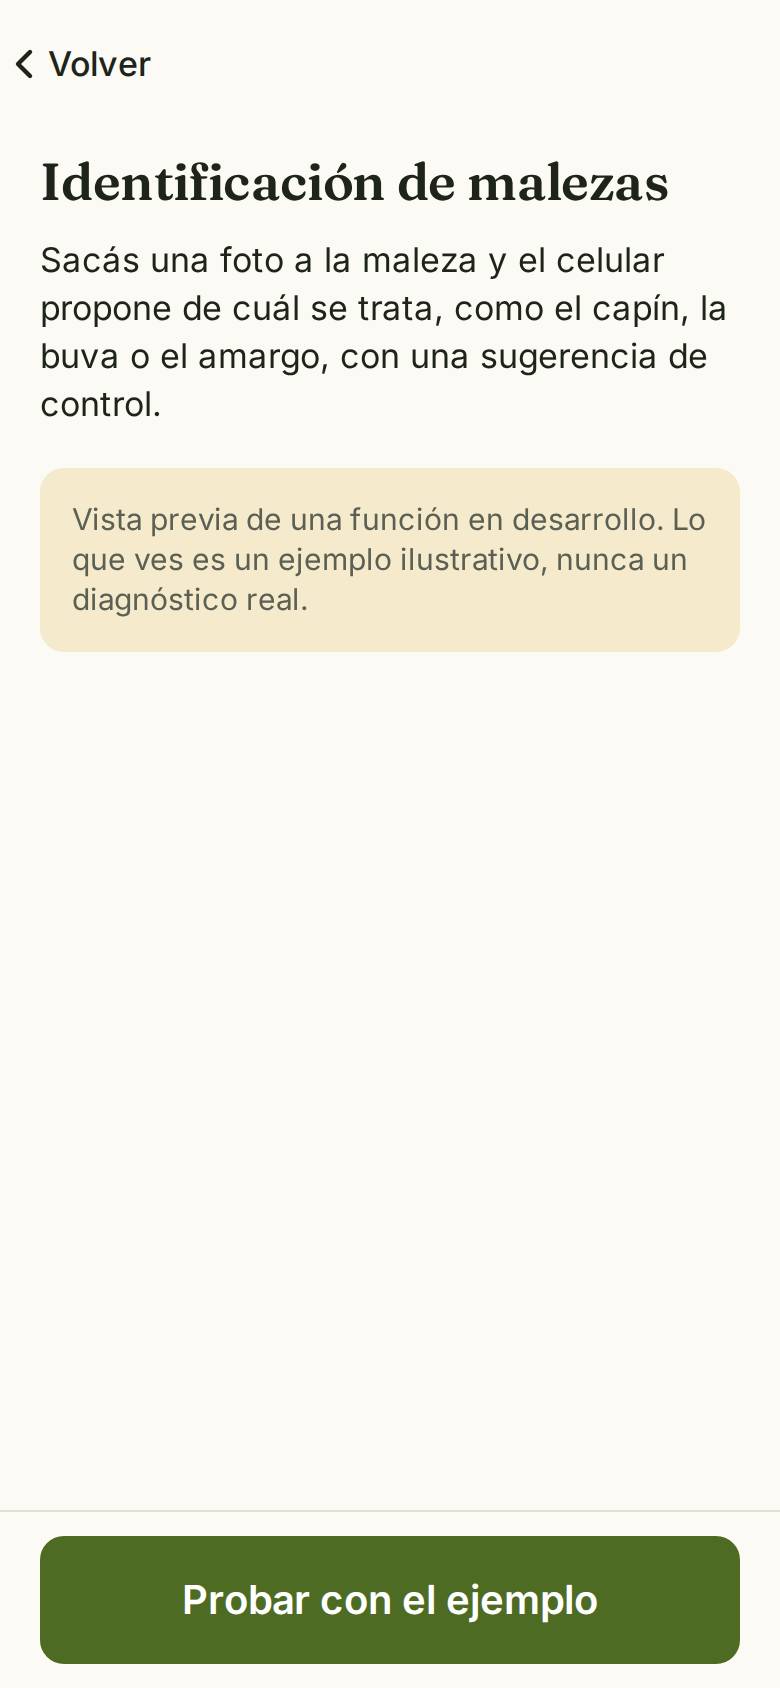 Volver
Identificación de malezas
Sacás una foto a la maleza y el celular
propone de cuál se trata, como el capín, la
buva o el amargo, con una sugerencia de
control.
Vista previa de una función en desarrollo. Lo
que ves es un ejemplo ilustrativo, nunca un
diagnóstico real.
Probar con el ejemplo